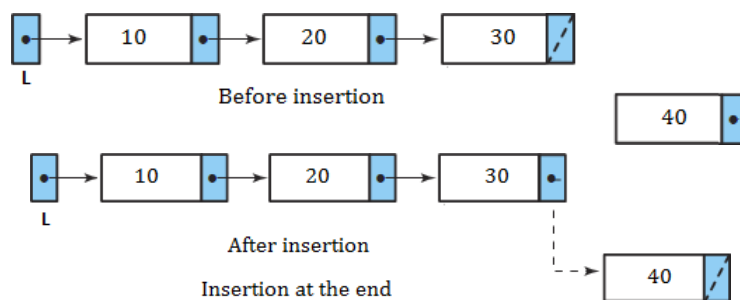 10 20 30
L
Before insertion
40
10 20 30
L
After insertion
40
Insertion at the end